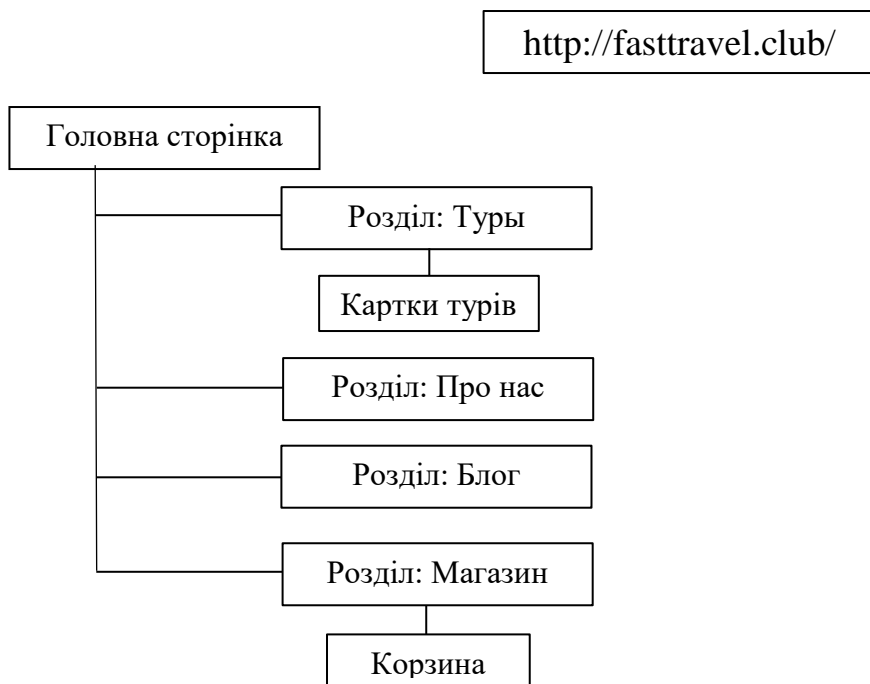 http://fasttravel.club/
Головна сторінка
Розділ: Туры
Картки турів
Розділ: Про нас
Розділ: Блог
Розділ: Магазин
Корзина